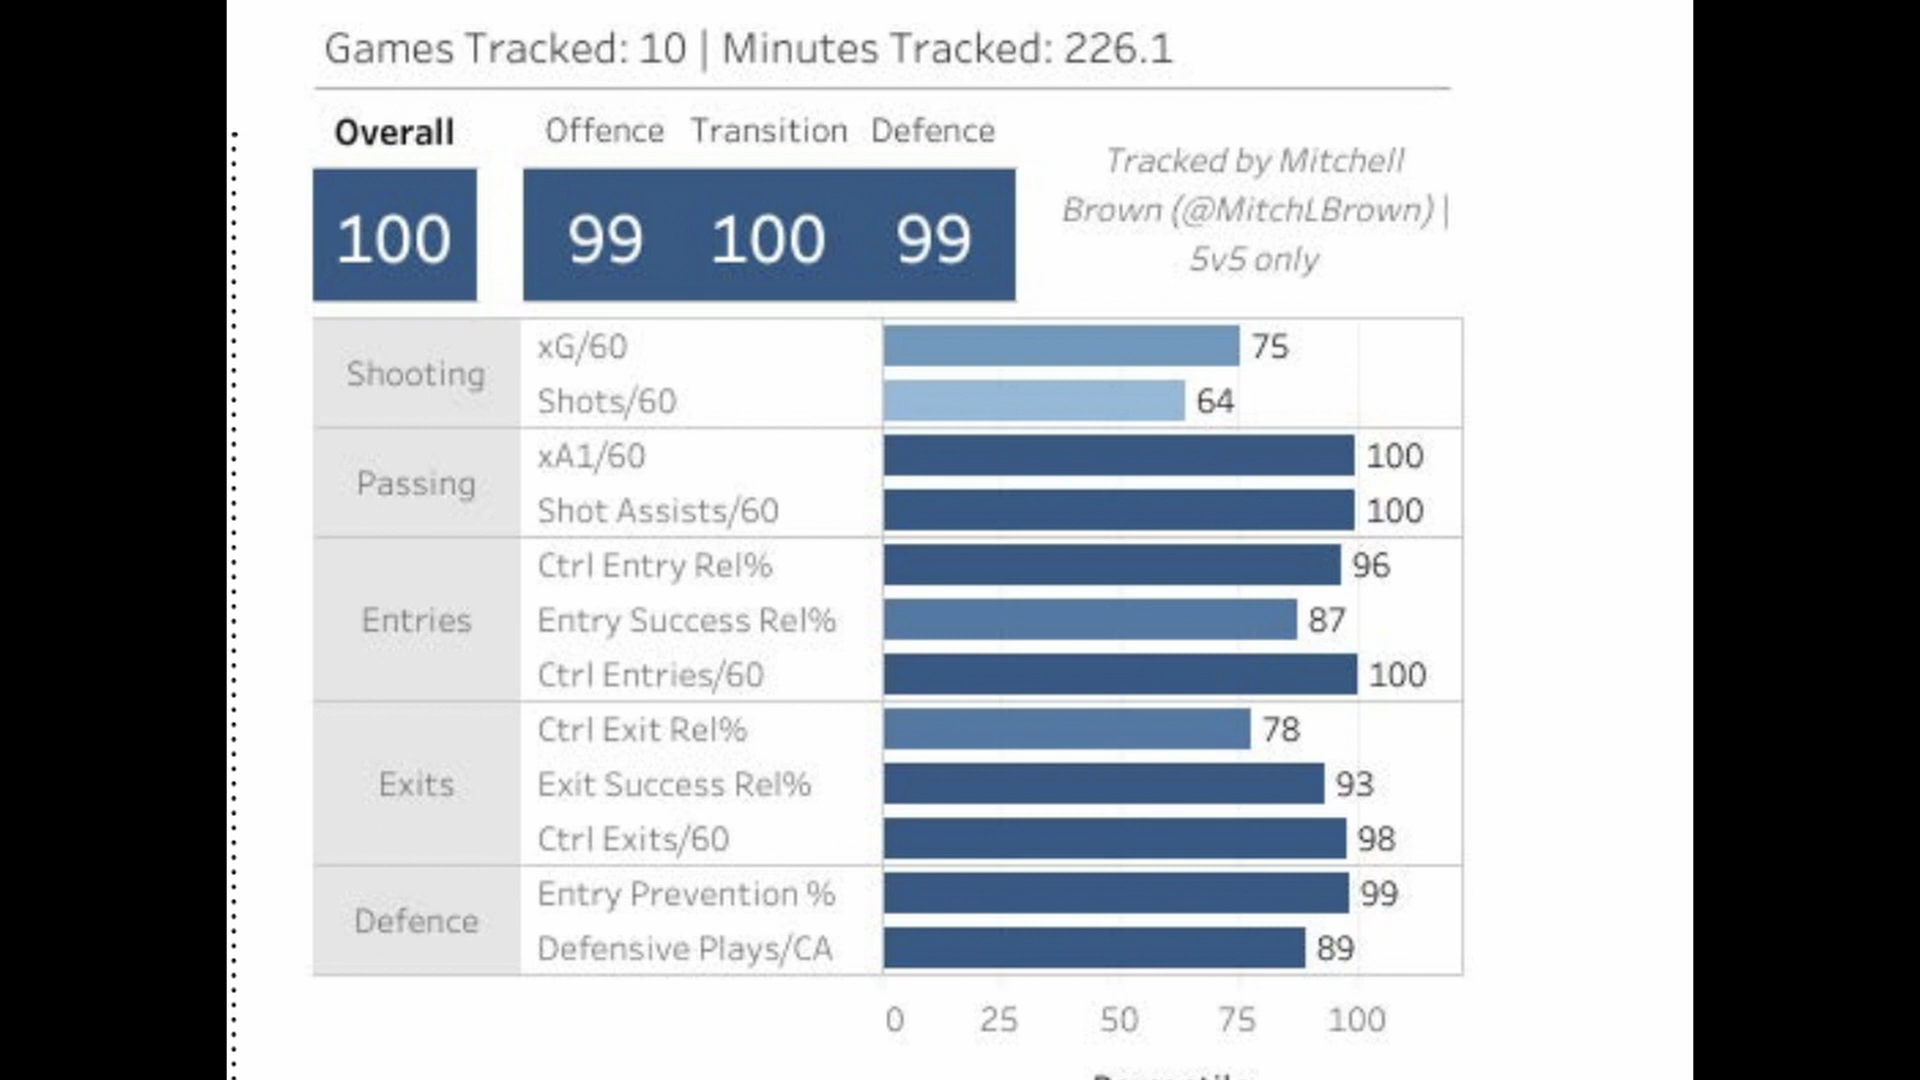 Games Tracked: 10 | Minutes Tracked: 226.1
Overall Offence Transition Defence
Tracked by Mitchell
Brown (@MitchLBrown) |
5v5 only
100 99 100 99
Shooting
xG/60 75
Shots/60 64
Passing
xA1/60 100
Shot Assists/60 100
Entries
Ctrl Entry Rel% 96
Entry Success Rel% 87
Ctrl Entries/60 100
Exits
Ctrl Exit Rel% 78
Exit Success Rel% 93
Ctrl Exits/60 98
Defence
Entry Prevention % 99
Defensive Plays/CA 89
0 25 50 75 100